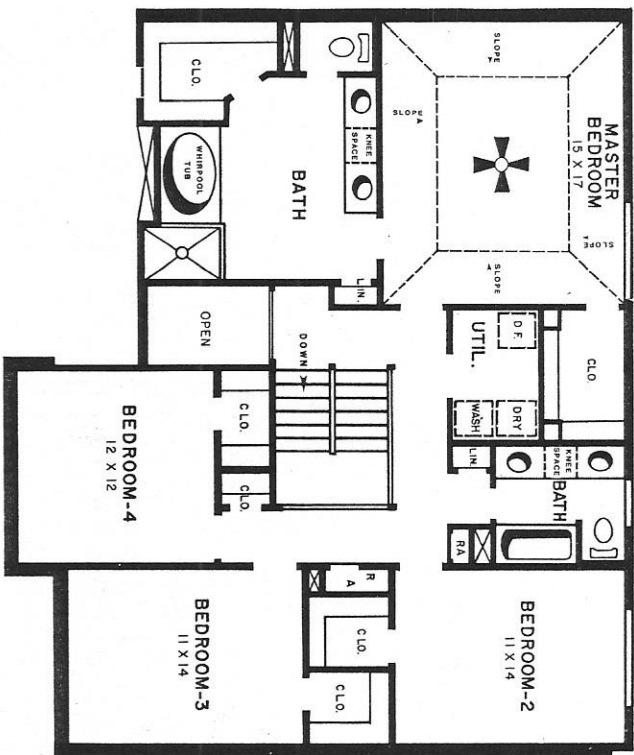 MASTER
BEDROOM
15 X 17
SLOPE
SLOPE
SLOPE
SLOPE
CLO.
D.F.
UTIL.
DRY
WASH
LIN.
BATH
KNEE
SPACE
RA
BEDROOM-2
11 X 14
BATH
KNEE
SPACE
LIN.
CLO.
WHIRPOOL
TUB
OPEN
DOWN
CLO.
CLO.
R
A
CLO.
CLO.
BEDROOM-4
12 X 12
BEDROOM-3
11 X 14